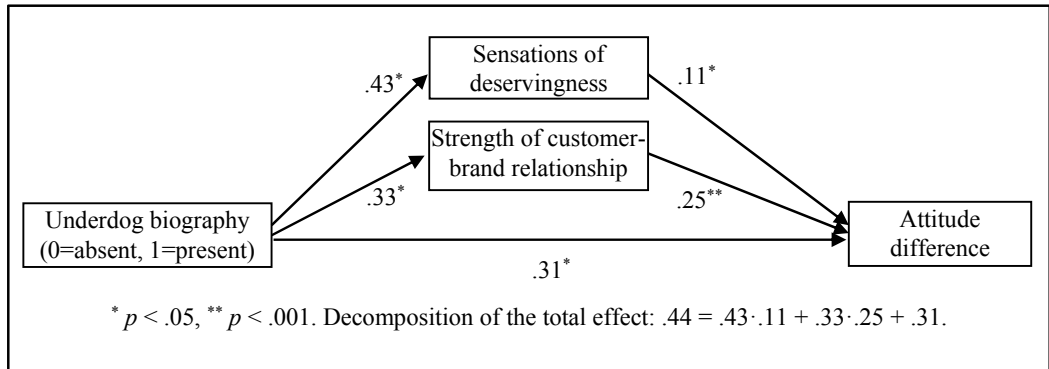 Sensations of
deservingness
.43*
.11*
Strength of customer-
brand relationship
.33*
.25**
Underdog biography
(0=absent, 1=present)
Attitude
difference
.31*
* p < .05, ** p < .001. Decomposition of the total effect: .44 = .43·.11 + .33·.25 + .31.